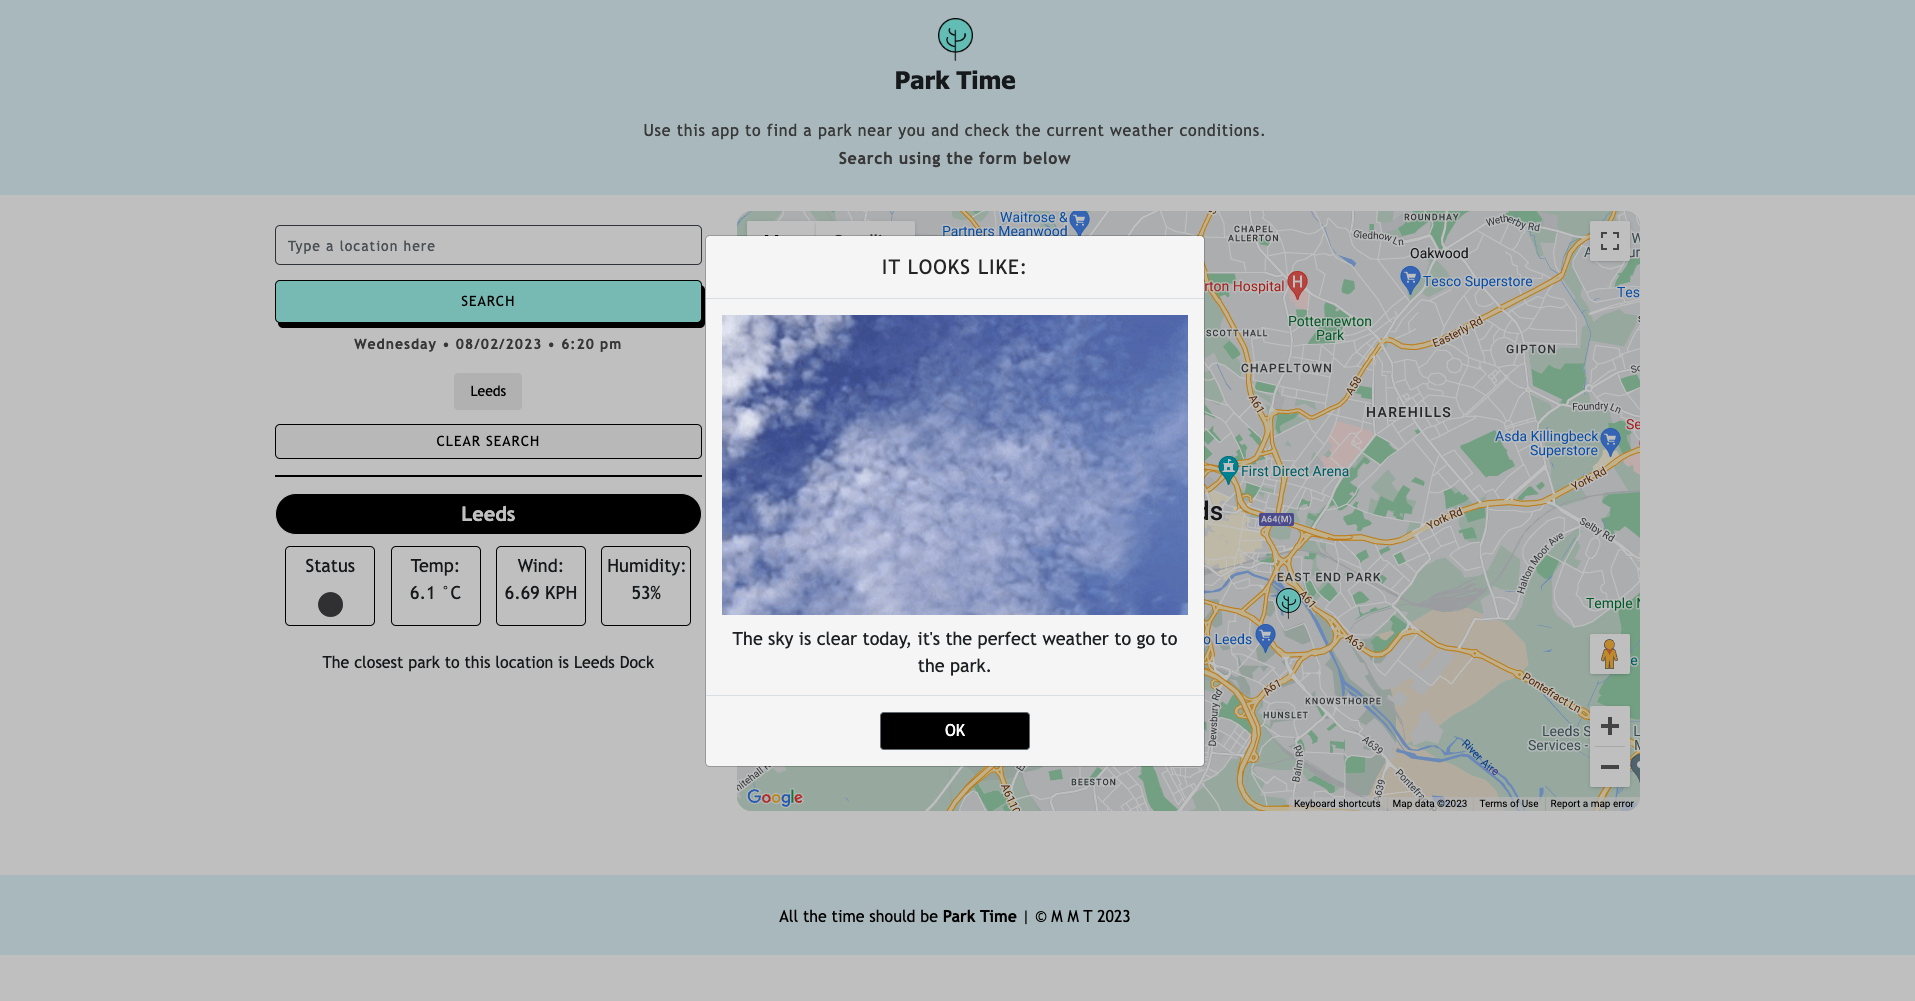 Park Time
Use this app to find a park near you and check the current weather conditions.
Search using the form below
Type a location here
SEARCH
Wednesday • 08/02/2023 • 6:20 pm
Leeds
CLEAR SEARCH
Leeds
Status
Temp:
6.1 °C
Wind:
6.69 KPH
Humidity:
53%
The closest park to this location is Leeds Dock
IT LOOKS LIKE:
The sky is clear today, it's the perfect weather to go to
the park.
OK
Waitrose &
Partners Meanwood
CHAPEL
ALLERTON
ROUNDHAY
Wetherby Rd
Gledhow Ln
Oakwood
Tesco Superstore
Hospital
Potternewton
Park
Easterly Rd
SCOTT HALL
GIPTON
CHAPELTOWN
A58
A61
HAREHILLS
Foundry Ln
Asda Killingbeck
Superstore
First Direct Arena
York Rd
A64(M)
York Rd
Selby Rd
Halton Moor Ave
EAST END PARK
A61
Leeds
A63
A61
Pontefract Ln
KNOWSTHORPE
HUNSLET
Dewsbury Rd
A639
River Aire
Balm Rd
BEESTON
Leeds
Services -
Temple
Google
Keyboard shortcuts
Map data ©2023
Terms of Use
Report a map error
All the time should be Park Time | © M M T 2023